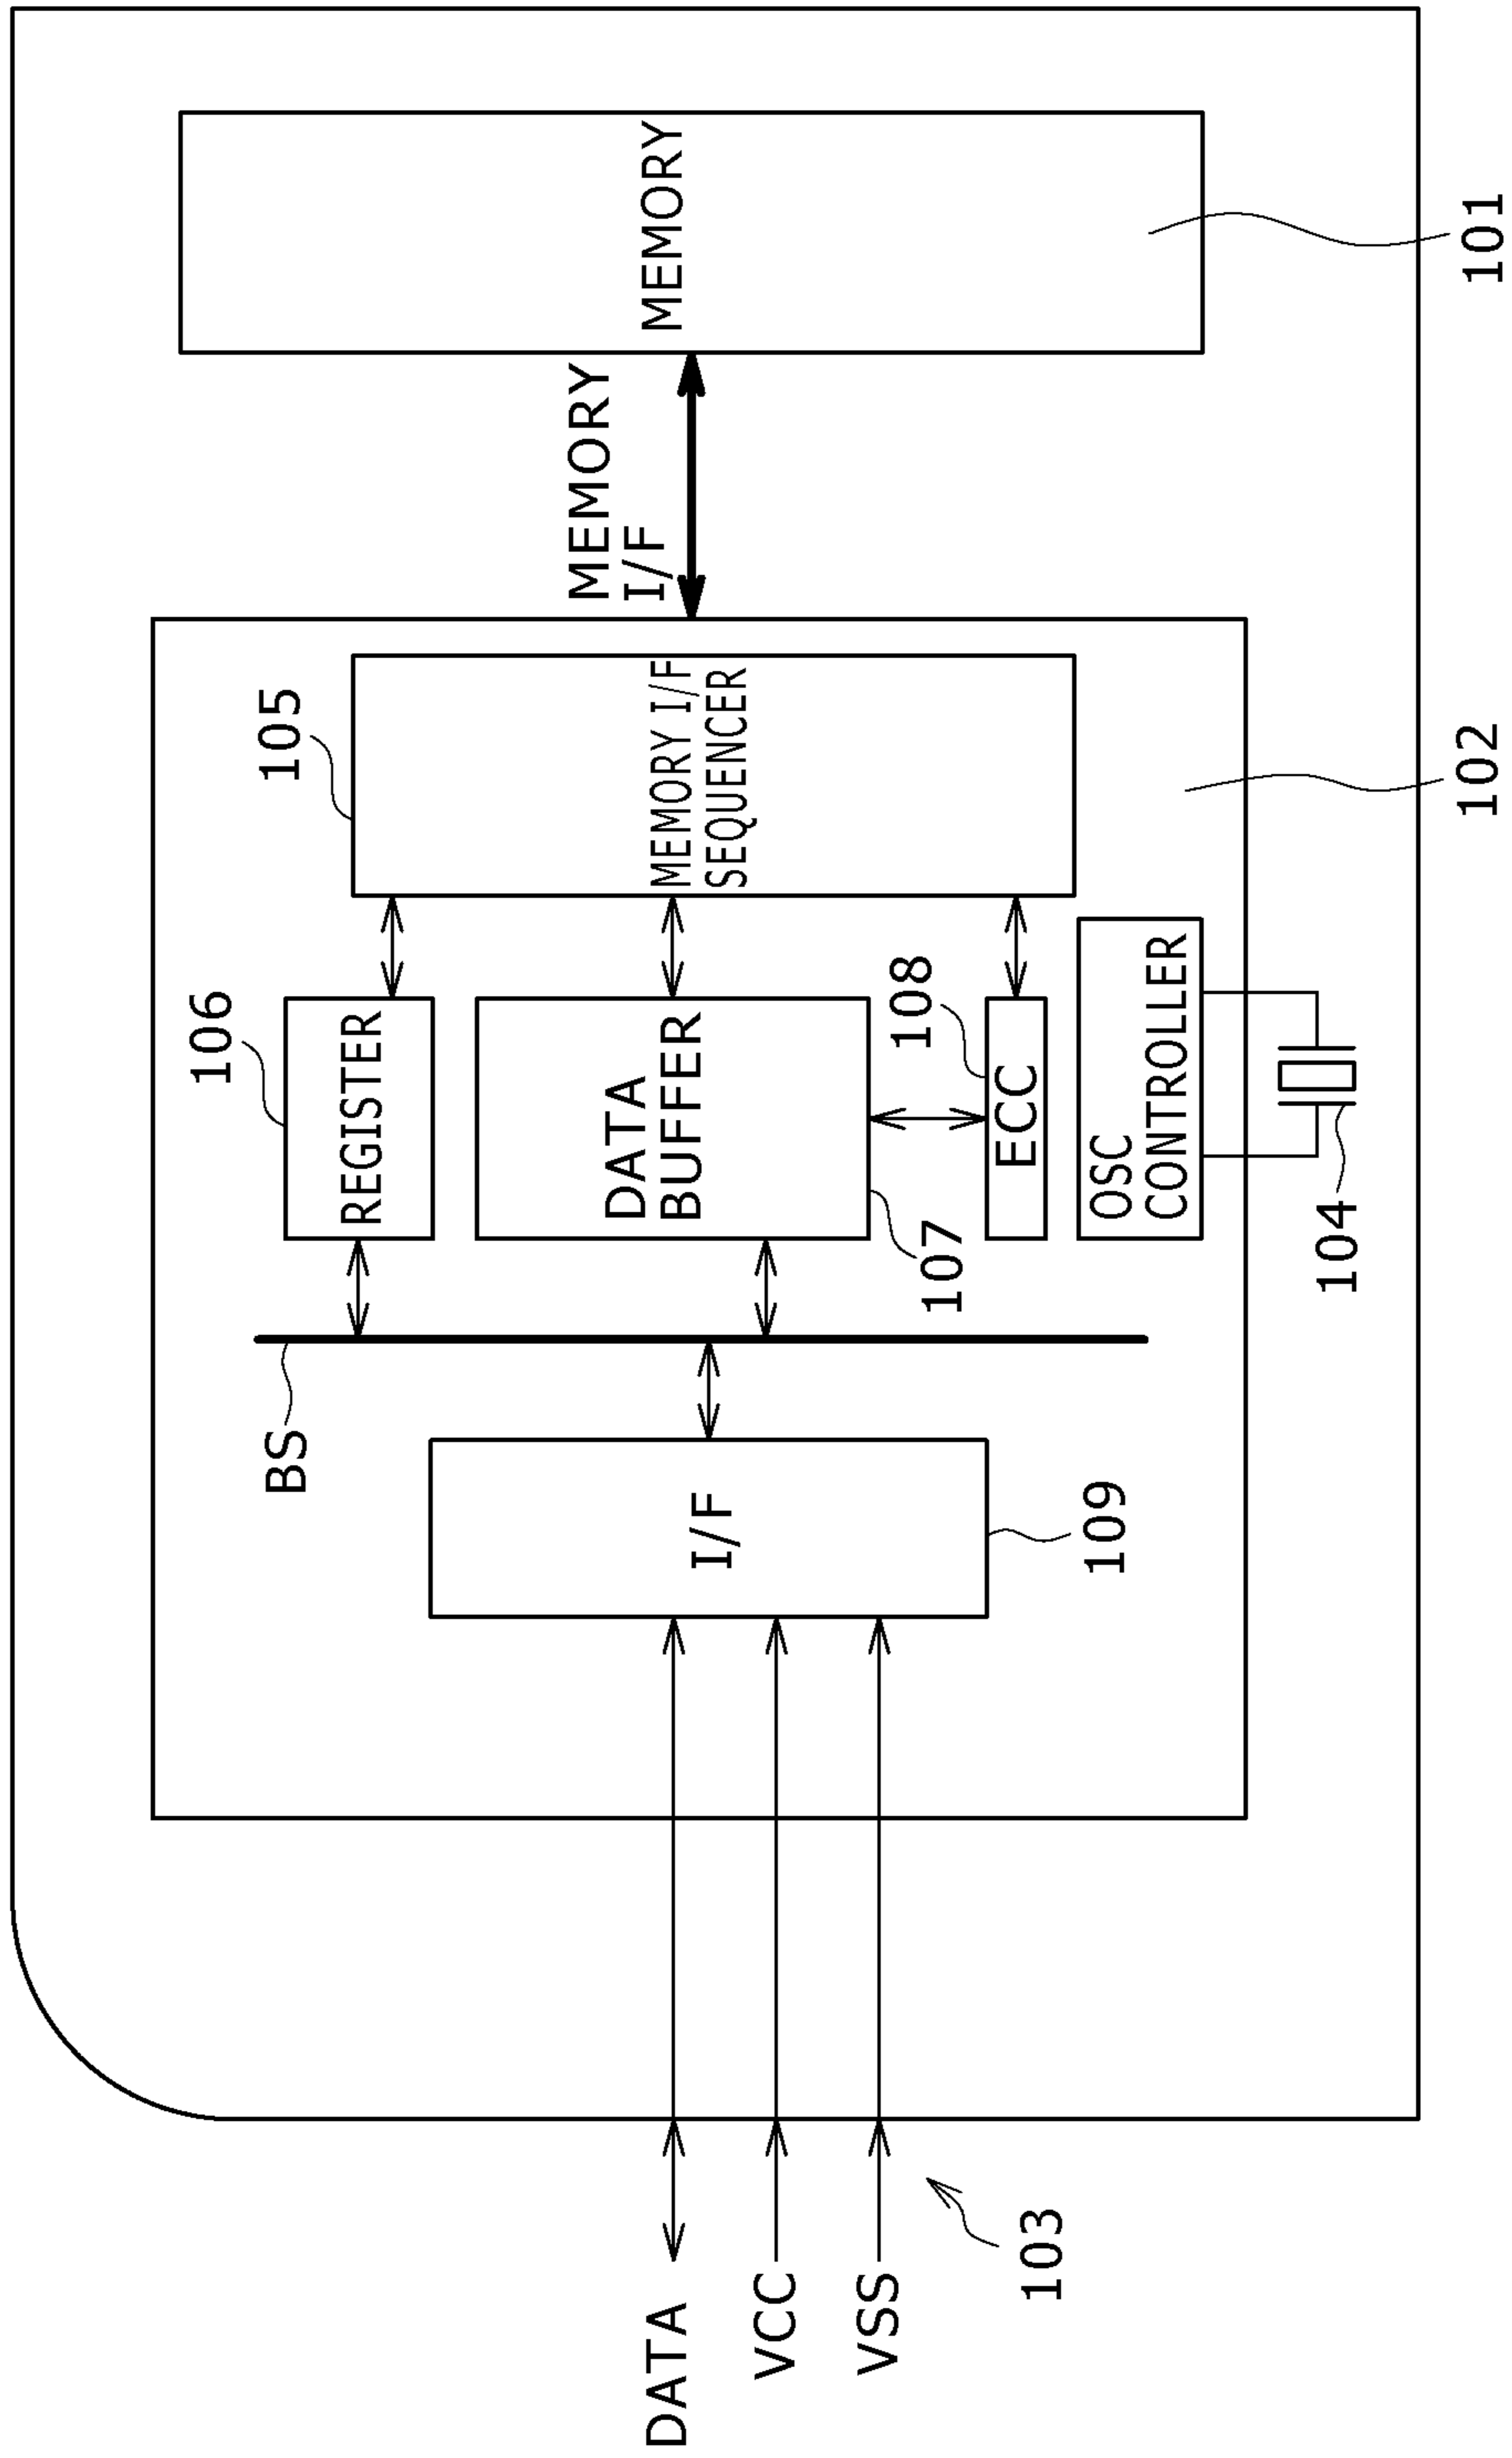 105
MEMORY
I/F
106
REGISTER
BS
DATA
BUFFER
MEMORY I/F
SEQUENCER
MEMORY
I/F
108
ECC
107
OSC
CONTROLLER
109
104
DATA
VCC
VSS
103
102
101